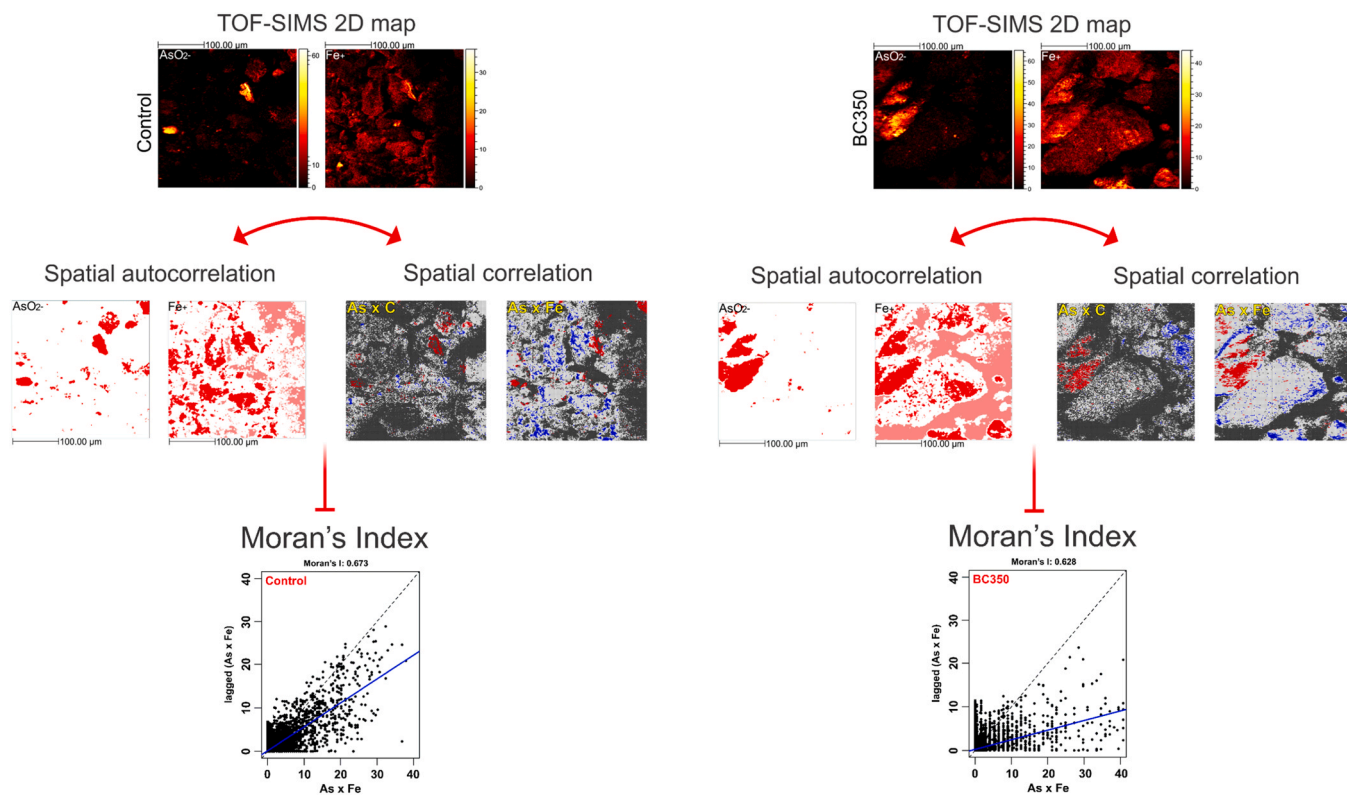 TOF-SIMS 2D map
100.00 µm
100.00 µm
AsO2-
Fe+
60
10
0
30
20
10
0
Control
Spatial autocorrelation
Spatial correlation
AsO2-
Fe+
As x C
As x Fe
100.00 µm
100.00 µm
Moran's Index
Moran's I: 0.673
Control
lagged (As x Fe)
40
30
20
10
0
0 10 20 30 40
As x Fe
TOF-SIMS 2D map
100.00 µm
100.00 µm
AsO2-
Fe+
60
50
40
30
20
10
0
40
30
20
10
0
BC350
Spatial autocorrelation
Spatial correlation
AsO2-
Fe+
As x C
As x Fe
100.00 µm
100.00 µm
Moran's Index
Moran's I: 0.628
BC350
lagged (As x Fe)
40
30
20
10
0
0 10 20 30 40
As x Fe